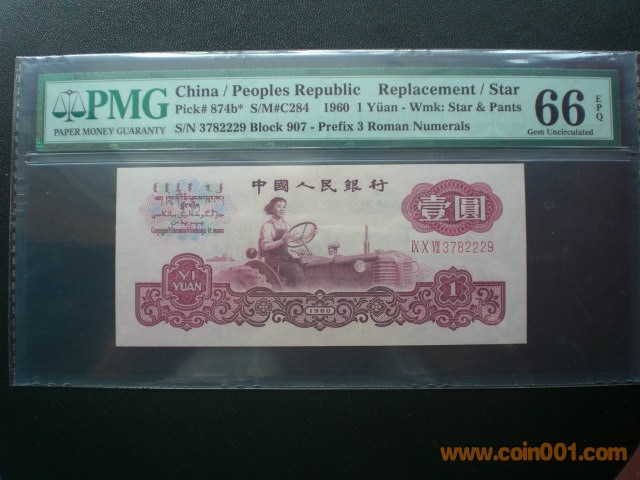 PMG
PAPER MONEY GUARANTY
China / Peoples Republic Replacement / Star
Pick# 874b* S/M#C284 1960 1 Yüan - Wmk: Star & Pants
S/N 3782229 Block 907 - Prefix 3 Roman Numerals
66 EPQ
Gem Uncirculated
中國人民銀行
壹圓
IX X VII 3782229
YI
YUAN
1
1960
www.coin001.com